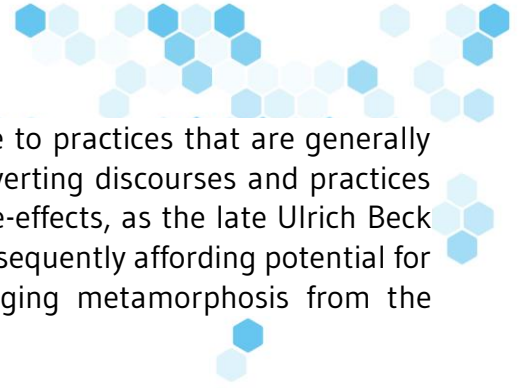 to practices that are generally
verting discourses and practices
e-effects, as the late Ulrich Beck
sequently affording potential for
ging metamorphosis from the